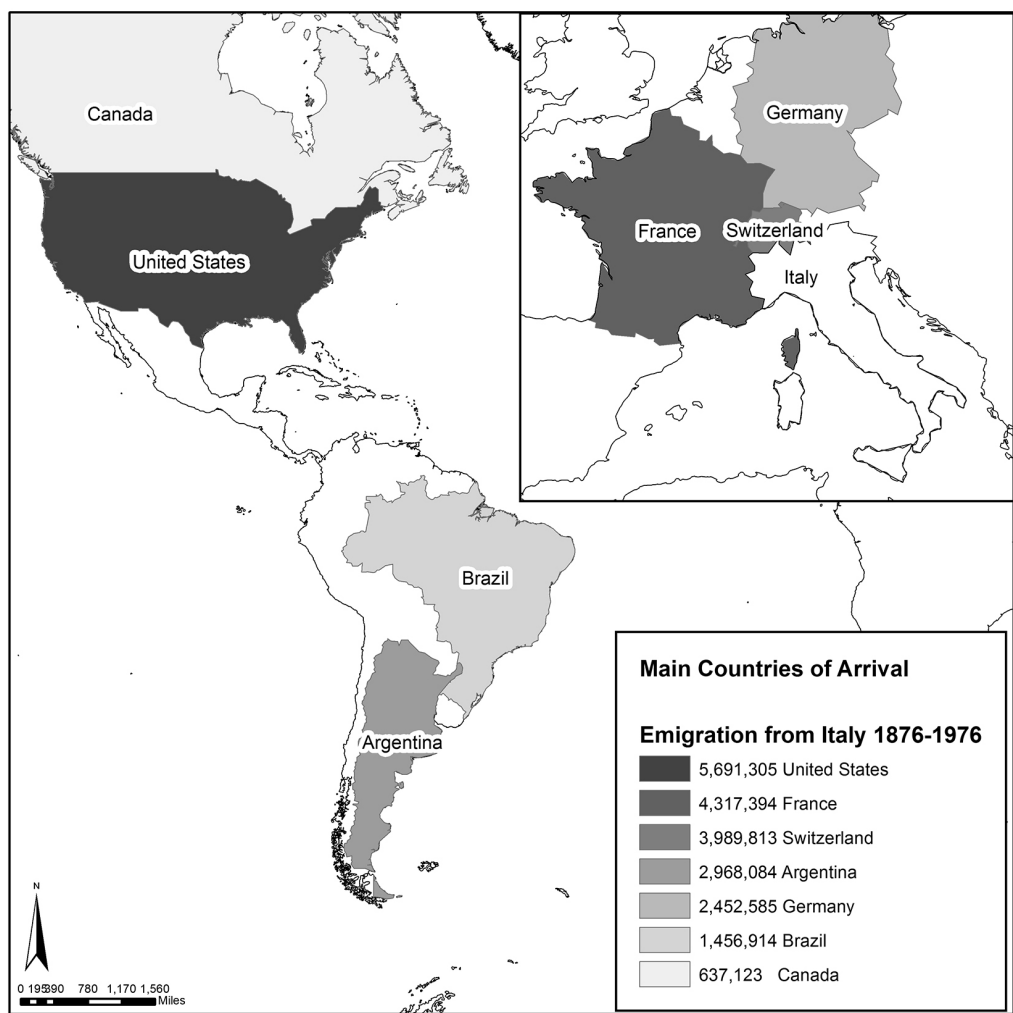 Canada
United States
Germany
France
Switzerland
Italy
Brazil
Argentina
Main Countries of Arrival
Emigration from Italy 1876-1976
5,691,305 United States
4,317,394 France
3,989,813 Switzerland
2,968,084 Argentina
2,452,585 Germany
1,456,914 Brazil
637,123 Canada
N
0 195390 780 1,170 1,560
Miles